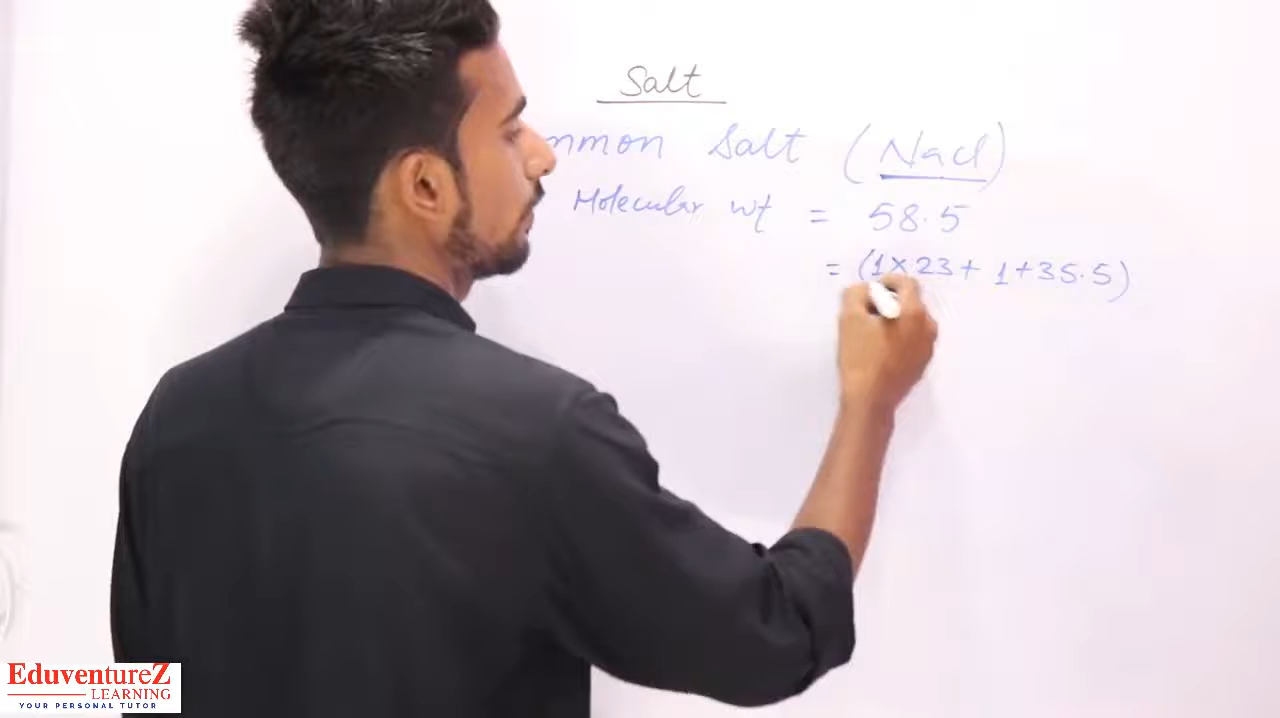 Salt
mmon Salt (Nacl)
Molecular wt = 58.5
= (1×23+ 1+35.5)
EduventureZ
LEARNING
YOUR PERSONAL TUTOR